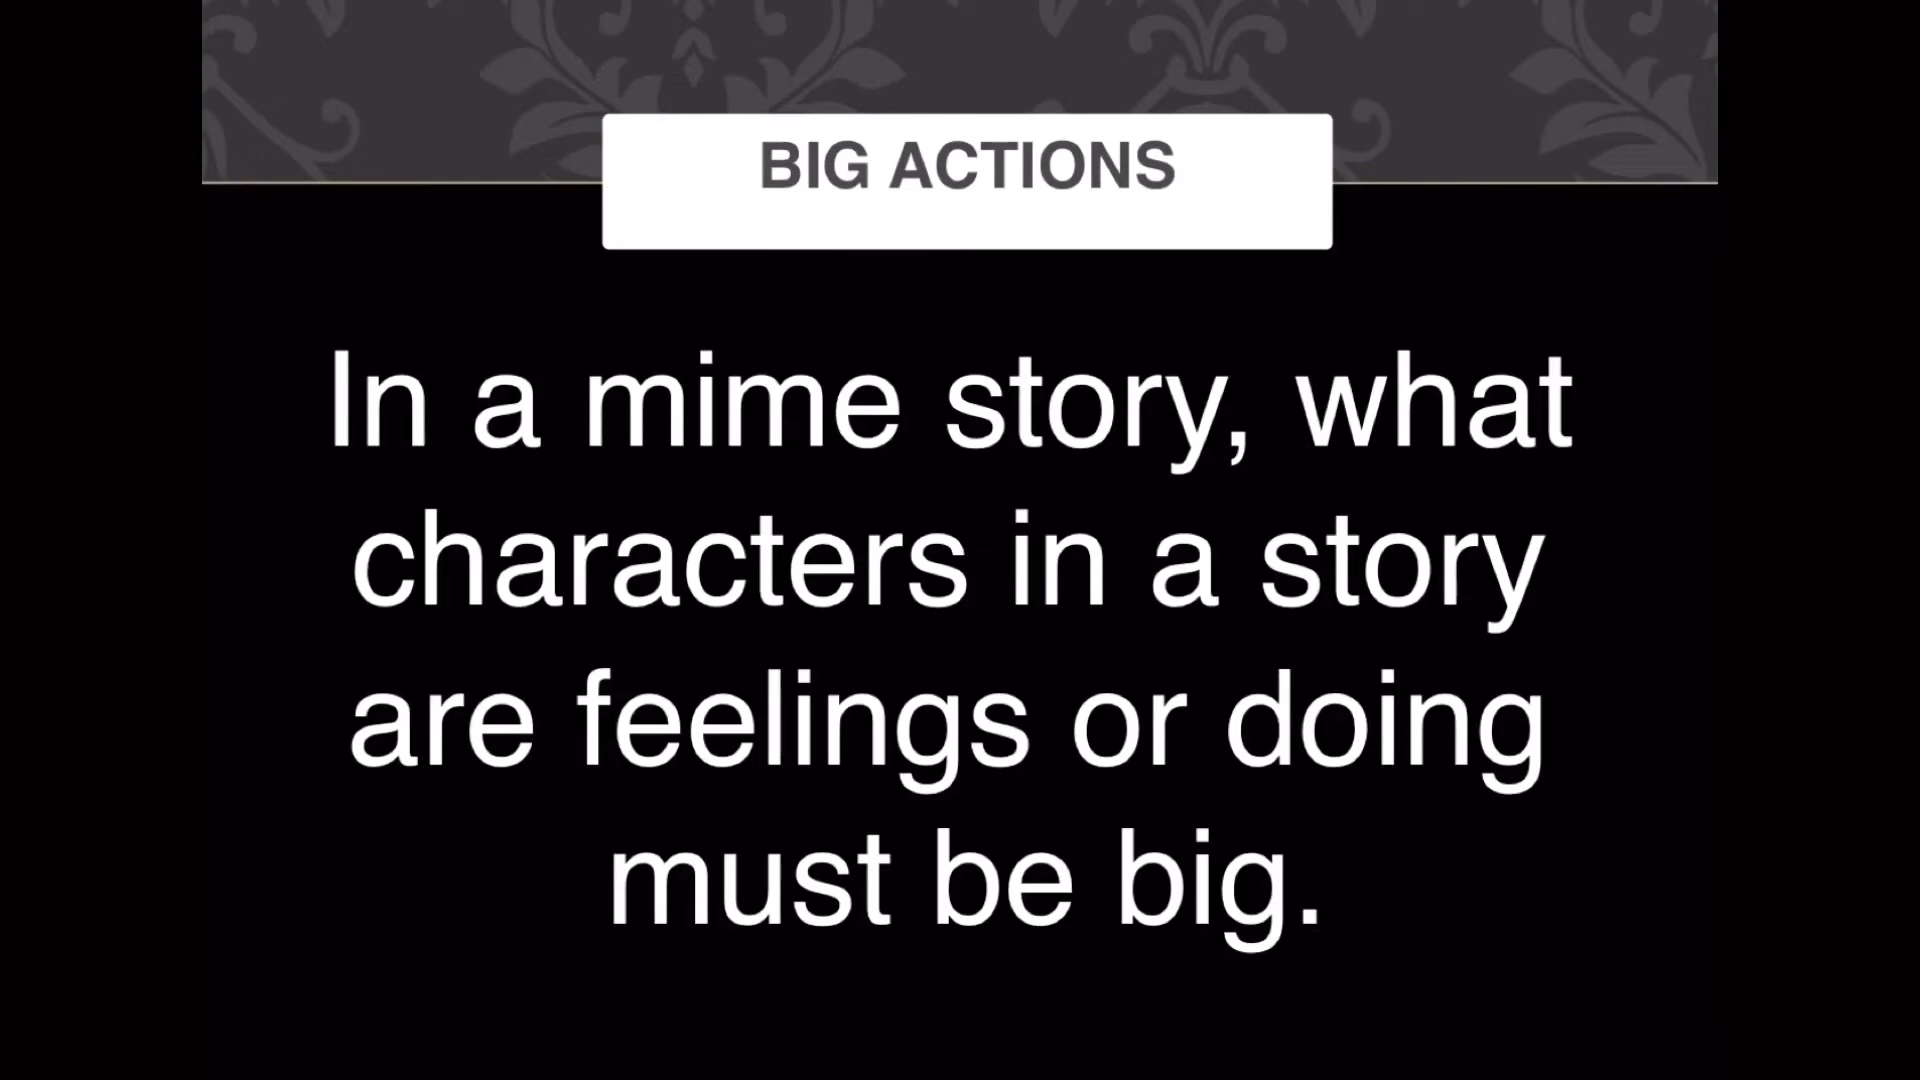 BIG ACTIONS
In a mime story, what
characters in a story
are feelings or doing
must be big.